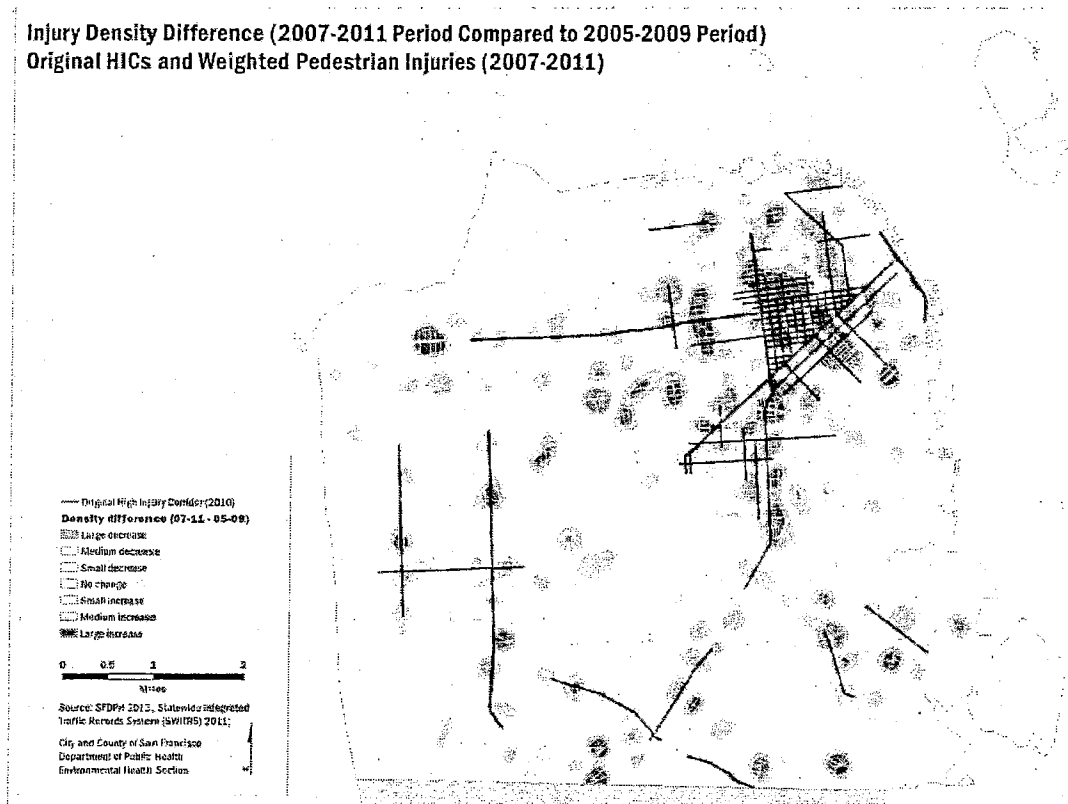 Injury Density Difference (2007-2011 Period Compared to 2005-2009 Period)
Original HICs and Weighted Pedestrian Injuries (2007-2011)
Original High Injury Corridor (2010)
Density difference (07-11 - 05-09)
Large decrease
Medium decrease
Small decrease
No change
Small increase
Medium increase
Large increase
0 0.5 1 2
Miles
Source: SFDPH 2013, Statewide Integrated
Traffic Records System (SWITRS) 2011;
City and County of San Francisco
Department of Public Health
Environmental Health Section